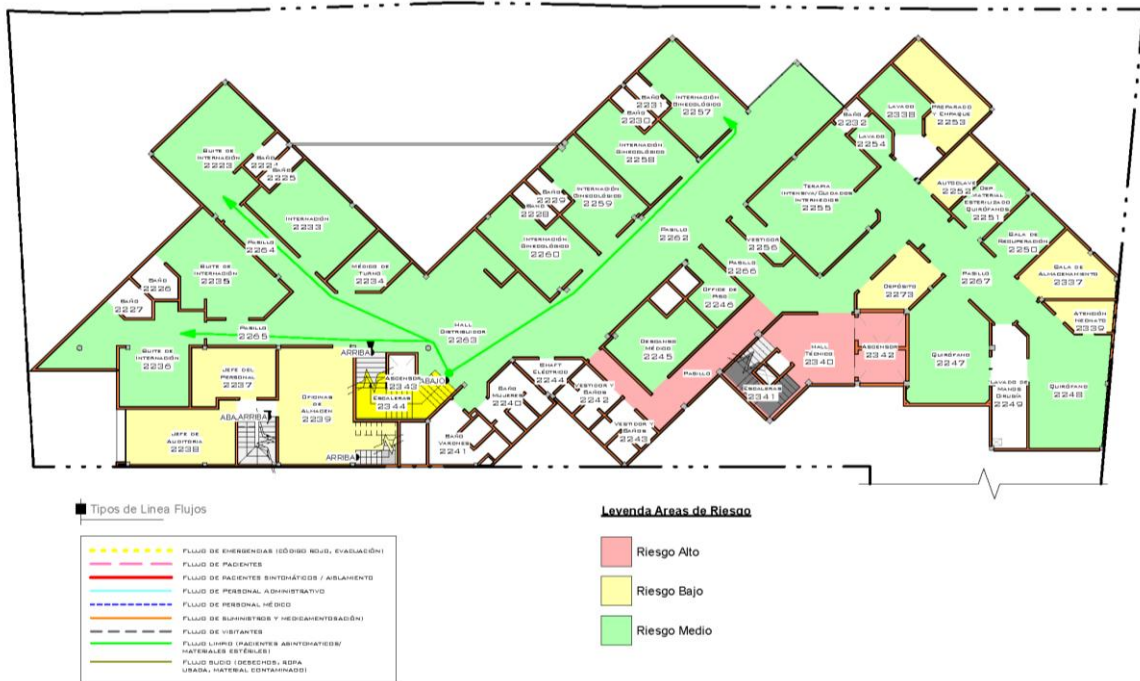 BAÑO
2231
BAÑO
2230
INTERNACIÓN
GINECOLÓGICO
2257
INTERNACIÓN
GINECOLÓGICO
2258
INTERNACIÓN
GINECOLÓGICO
2259
INTERNACIÓN
GINECOLÓGICO
2260
BAÑO
2229
BAÑO
2228
SUITE DE
INTERNACIÓN
2223
BAÑO
BAÑO
2225
INTERNACIÓN
2233
PASILLO
2264
MÉDICO DE
TURNO
2234
SUITE DE
INTERNACIÓN
2235
BAÑO
2226
BAÑO
2227
PASILLO
2265
SUITE DE
INTERNACIÓN
2236
JEFE DEL
PERSONAL
2237
JEFE DE
AUDITORIA
2238
OFICINAS DE
ALMACEN
2239
ARRIBA
ARRIBA
ARRIBA
ABAJO
ASCENSOR
2343
ESCALERAS
2344
HALL
DISTRIBUIDOR
2263
BAÑO
MUJERES
2240
BAÑO
VARONES
2241
SHAFT
ELÉCTRICO
2244
VESTIDOR Y
BAÑOS
2242
VESTIDOR Y
BAÑOS
2243
PASILLO
DESCANSO
MÉDICO
2245
OFFICE DE
PISO
2246
PASILLO
2262
PASILLO
2266
VESTIDOR
2256
TERAPIA
INTENSIVA/CUIDADOS
INTERMEDIOS
2255
BAÑO
2232
LAVADO
2254
LAVADO
2338
PREPARADO
Y EMPAQUE
2253
AUTOCLAVE
2252
DEP.
MATERIAL
ESTERILIZADO
QUIRÓFANOS
2251
SALA DE
RECUPERACIÓN
2250
SALA DE
ALMACENAMIENTO
2337
ATENCIÓN
NEONATO
2339
PASILLO
2267
DEPÓSITO
2273
HALL
TÉCNICO
2340
ASCENSOR
2342
ESCALERAS
2341
QUIRÓFANO
2247
LAVADO DE
MANOS
CIRUGÍA
2249
QUIRÓFANO
2248
Tipos de Linea Flujos
FLUJO DE EMERGENCIAS (CÓDIGO ROJO, EVACUACIÓN)
FLUJO DE PACIENTES
FLUJO DE PACIENTES SINTOMÁTICOS / AISLAMIENTO
FLUJO DE PERSONAL ADMINISTRATIVO
FLUJO DE PERSONAL MÉDICO
FLUJO DE SUMINISTROS Y MEDICAMENTOSACIÓN)
FLUJO DE VISITANTES
FLUJO LIMPIO (PACIENTES ASINTOMATICOS/
MATERIALES ESTÉRILES)
FLUJO SUCIO (DESECHOS, ROPA
USADA, MATERIAL CONTAMINADO)
Leyenda Areas de Riesgo
Riesgo Alto
Riesgo Bajo
Riesgo Medio